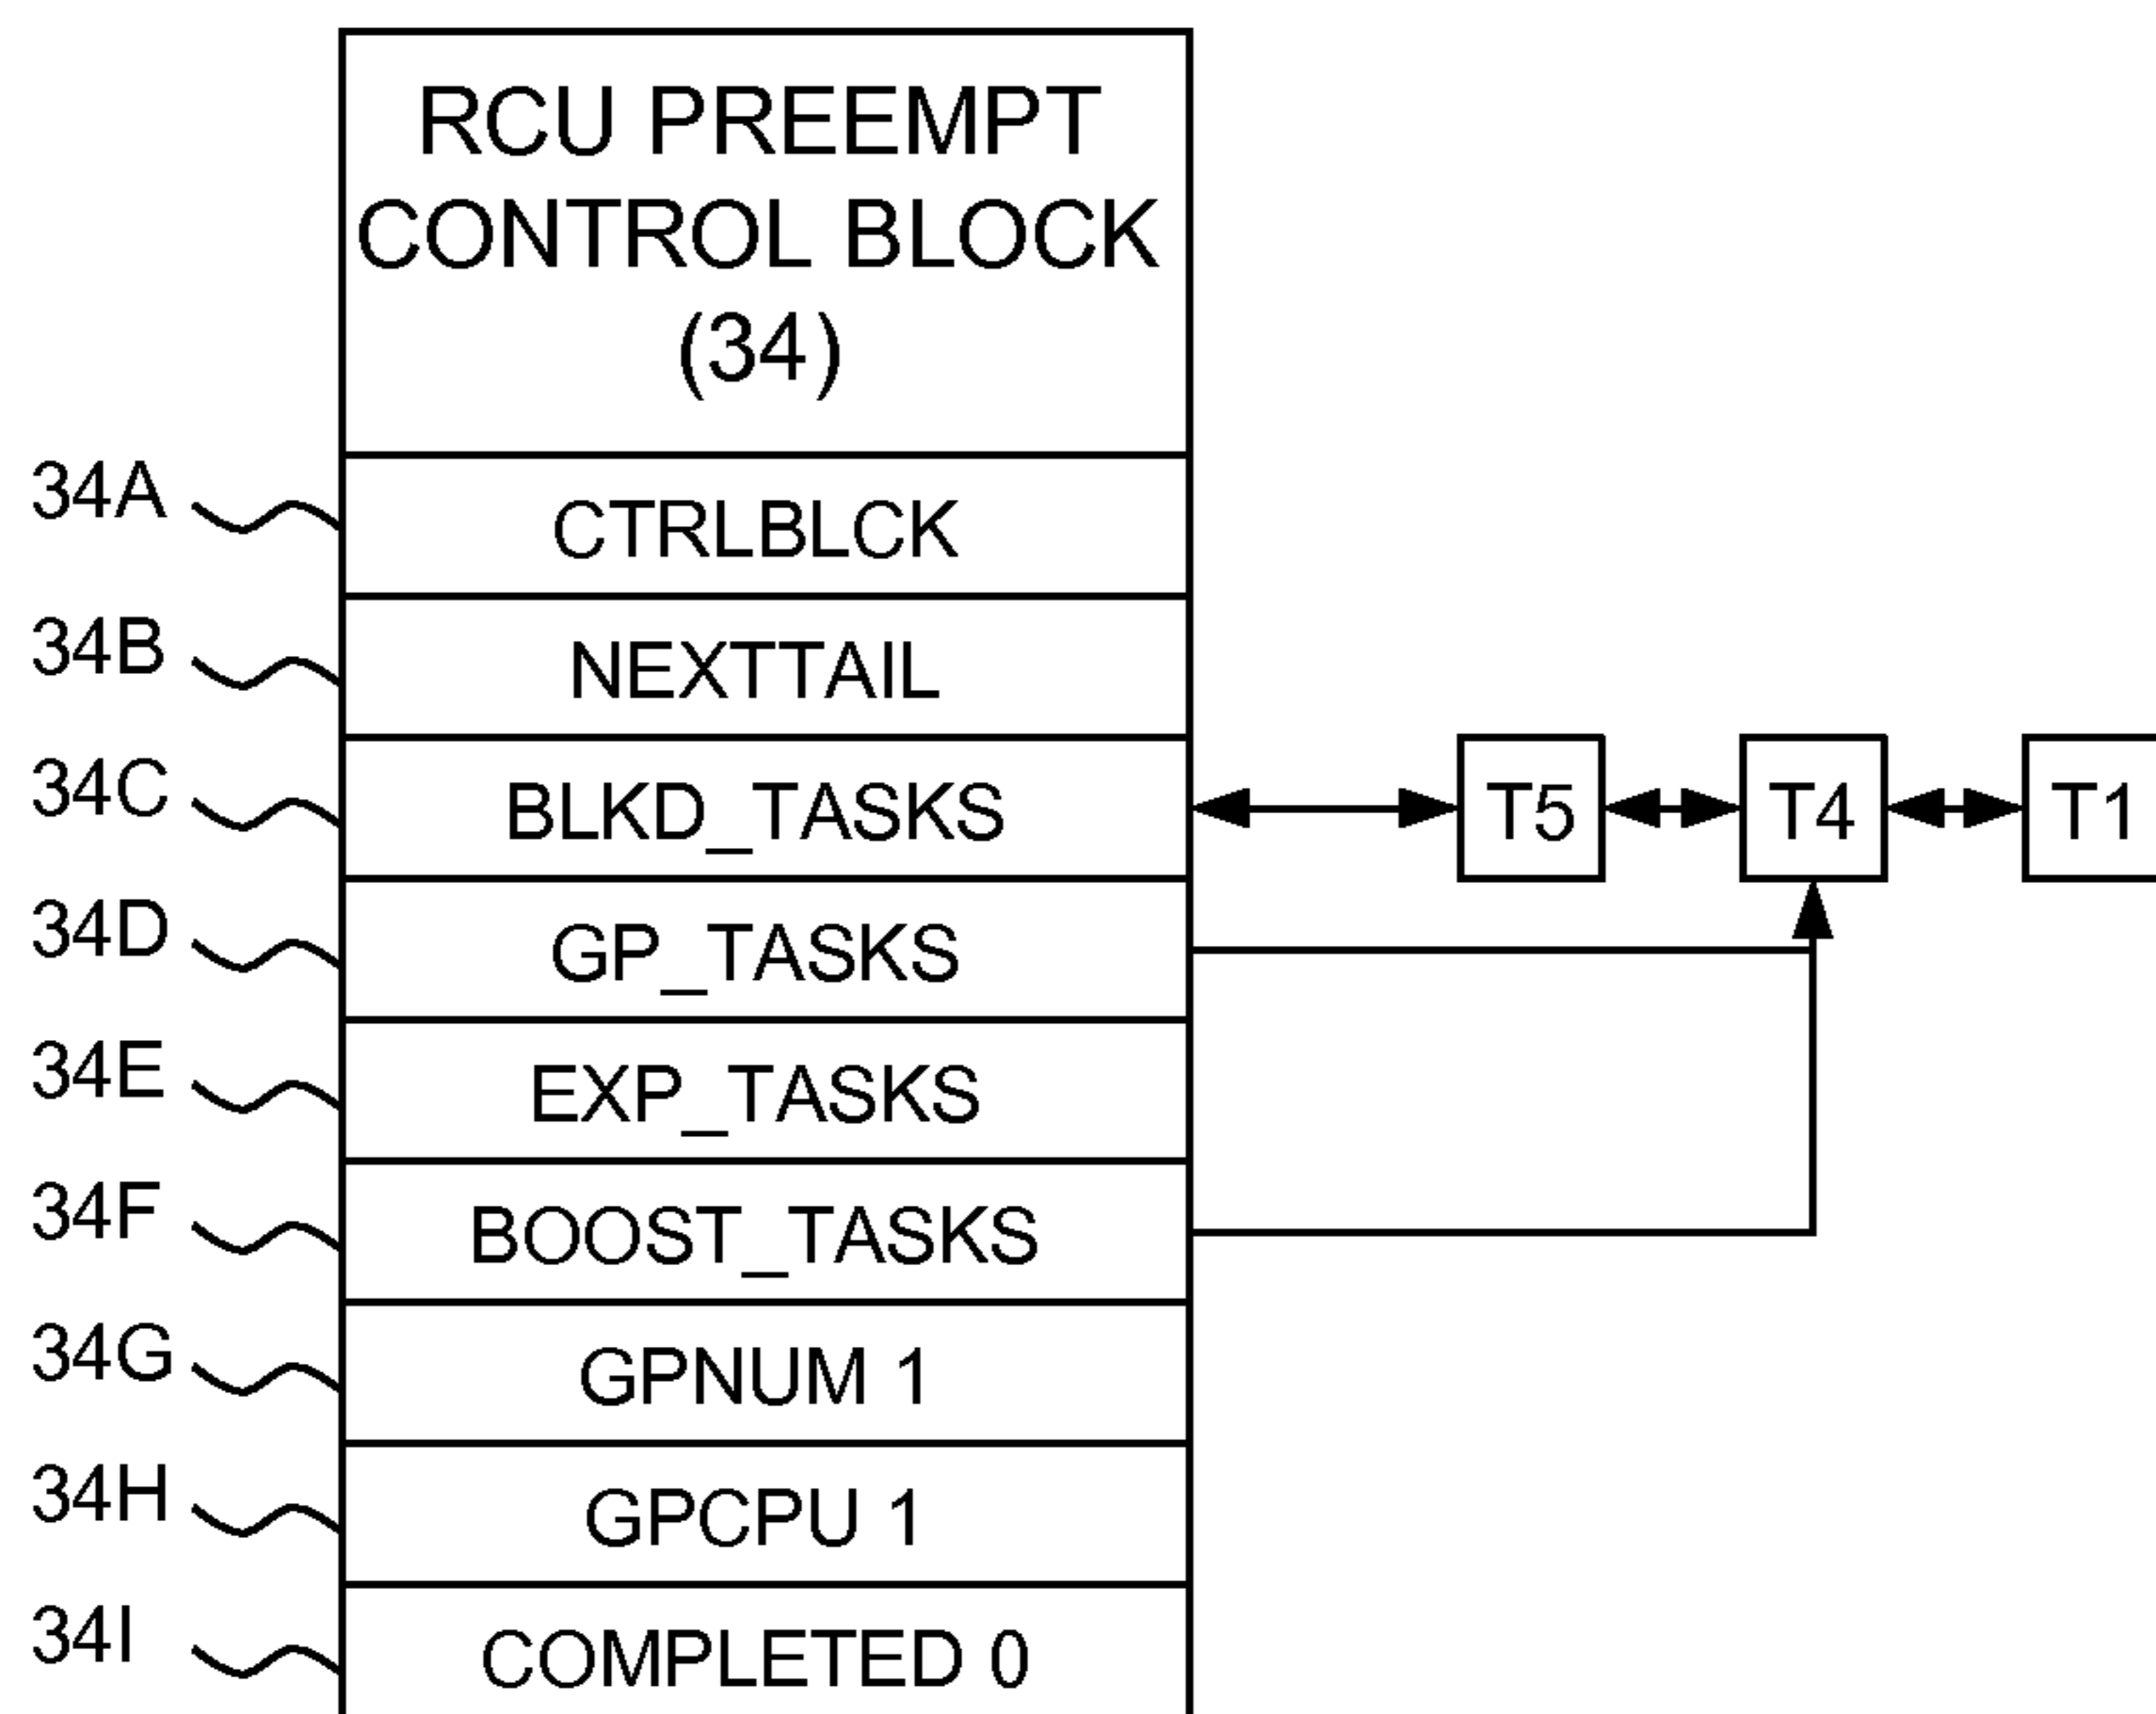 RCU PREEMPT
CONTROL BLOCK
(34)
34A CTRLBLCK
34B NEXTTAIL
34C BLKD_TASKS T5 T4 T1
34D GP_TASKS
34E EXP_TASKS
34F BOOST_TASKS
34G GPNUM 1
34H GPCPU 1
34I COMPLETED 0